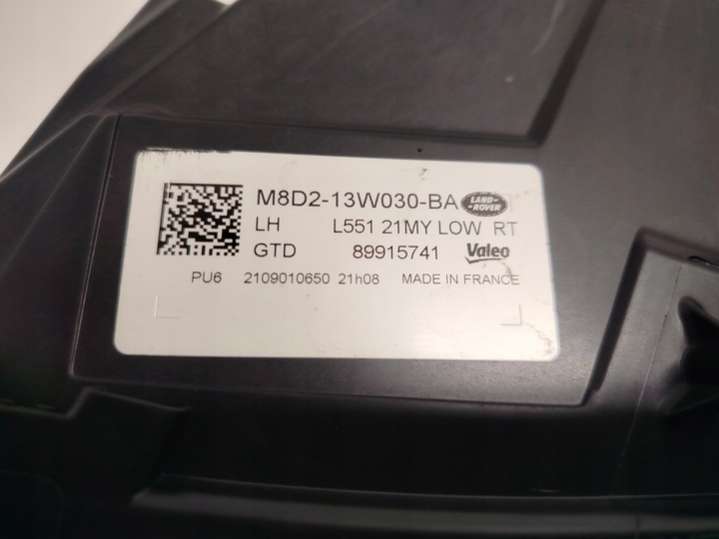 M8D2-13W030-BA LAND-ROVER
LH L551 21MY LOW RT
GTD 89915741 Valeo
PU6 2109010650 21h08 MADE IN FRANCE